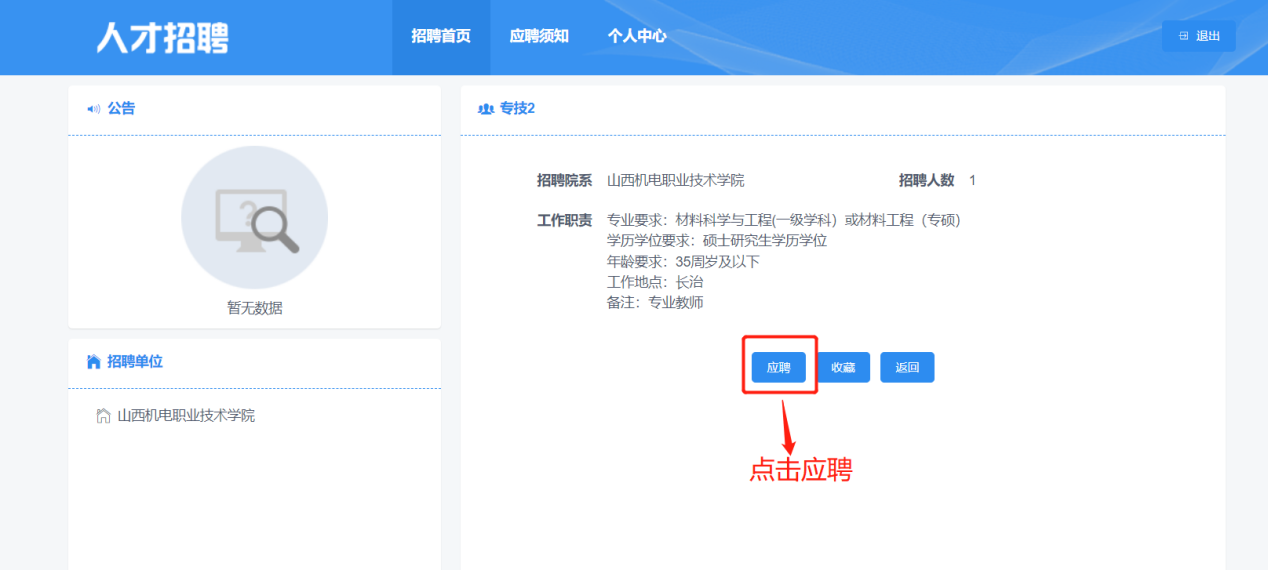 人才招聘
招聘首页
应聘须知
个人中心
退出
公告
暂无数据
招聘单位
山西机电职业技术学院
专技2
招聘院系 山西机电职业技术学院
招聘人数 1
工作职责 专业要求：材料科学与工程(一级学科）或材料工程（专硕）
学历学位要求：硕士研究生学历学位
年龄要求：35周岁及以下
工作地点：长治
备注：专业教师
应聘
收藏
返回
点击应聘